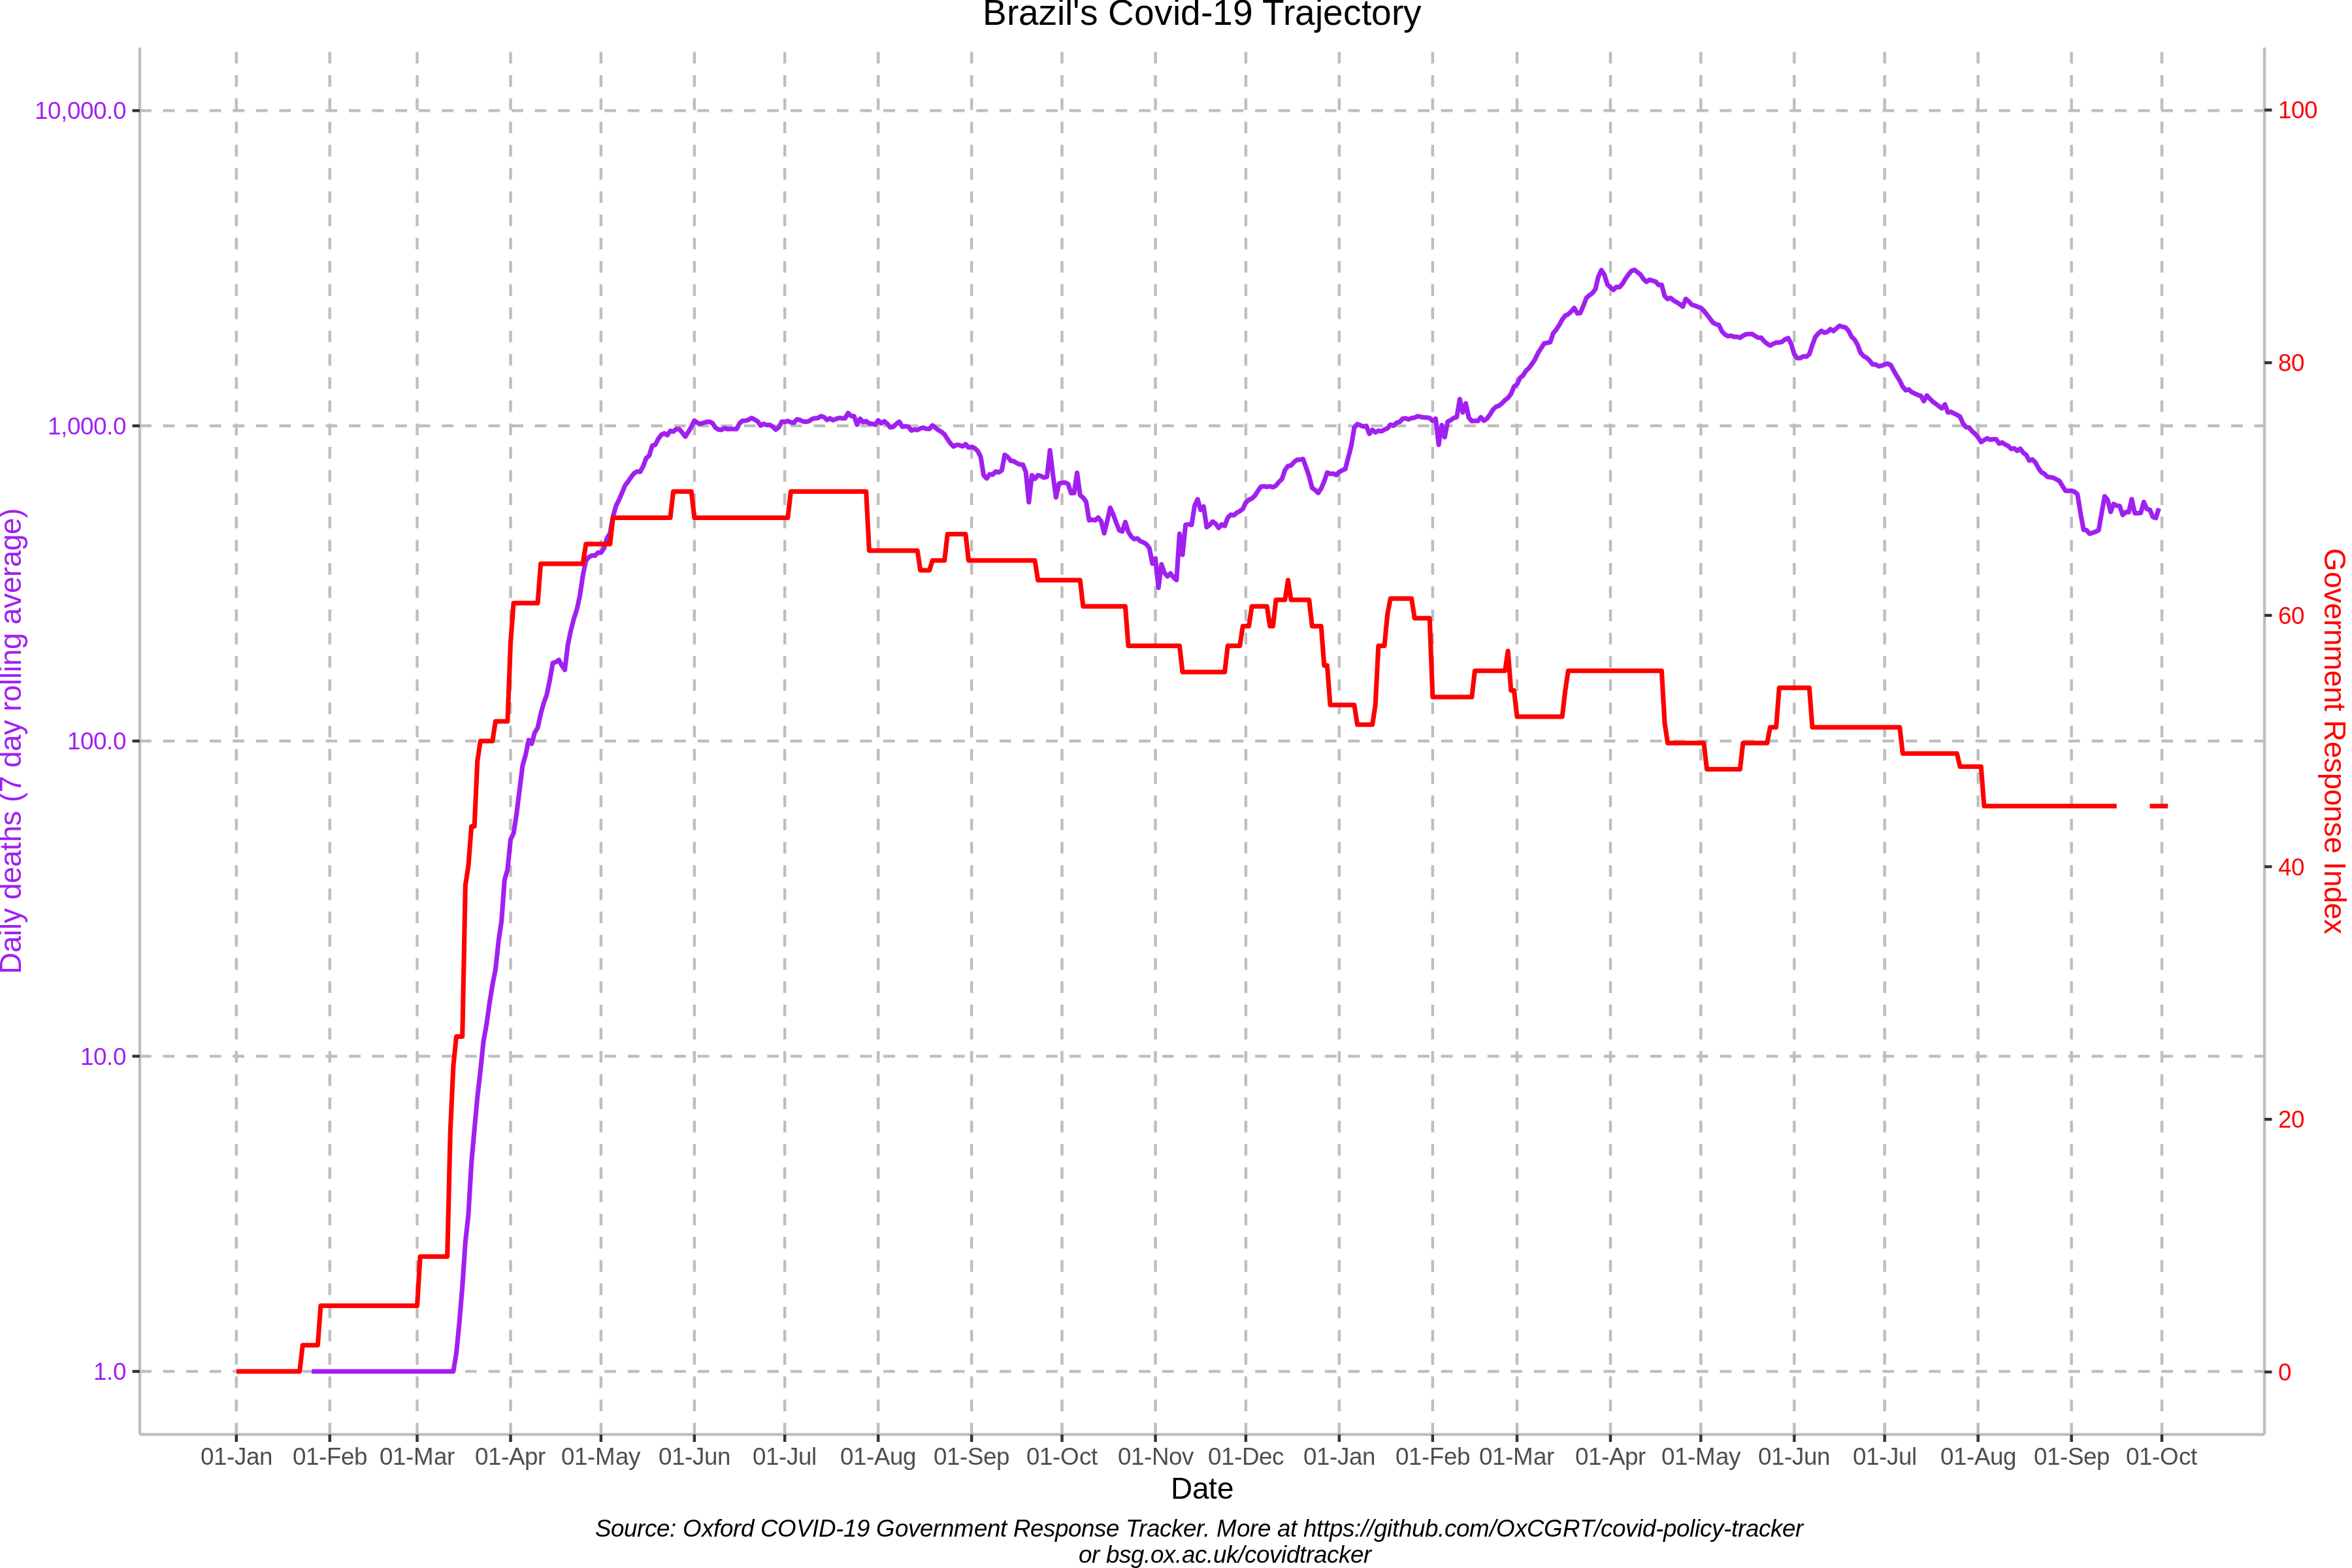 Brazil's Covid-19 Trajectory
Daily deaths (7 day rolling average)
10,000.0
1,000.0
100.0
10.0
1.0
100
80
60
40
20
0
Government Response Index
01-Jan 01-Feb 01-Mar 01-Apr 01-May 01-Jun 01-Jul 01-Aug 01-Sep 01-Oct 01-Nov 01-Dec 01-Jan 01-Feb 01-Mar 01-Apr 01-May 01-Jun 01-Jul 01-Aug 01-Sep 01-Oct
Date
Source: Oxford COVID-19 Government Response Tracker. More at https://github.com/OxCGRT/covid-policy-tracker
or bsg.ox.ac.uk/covidtracker